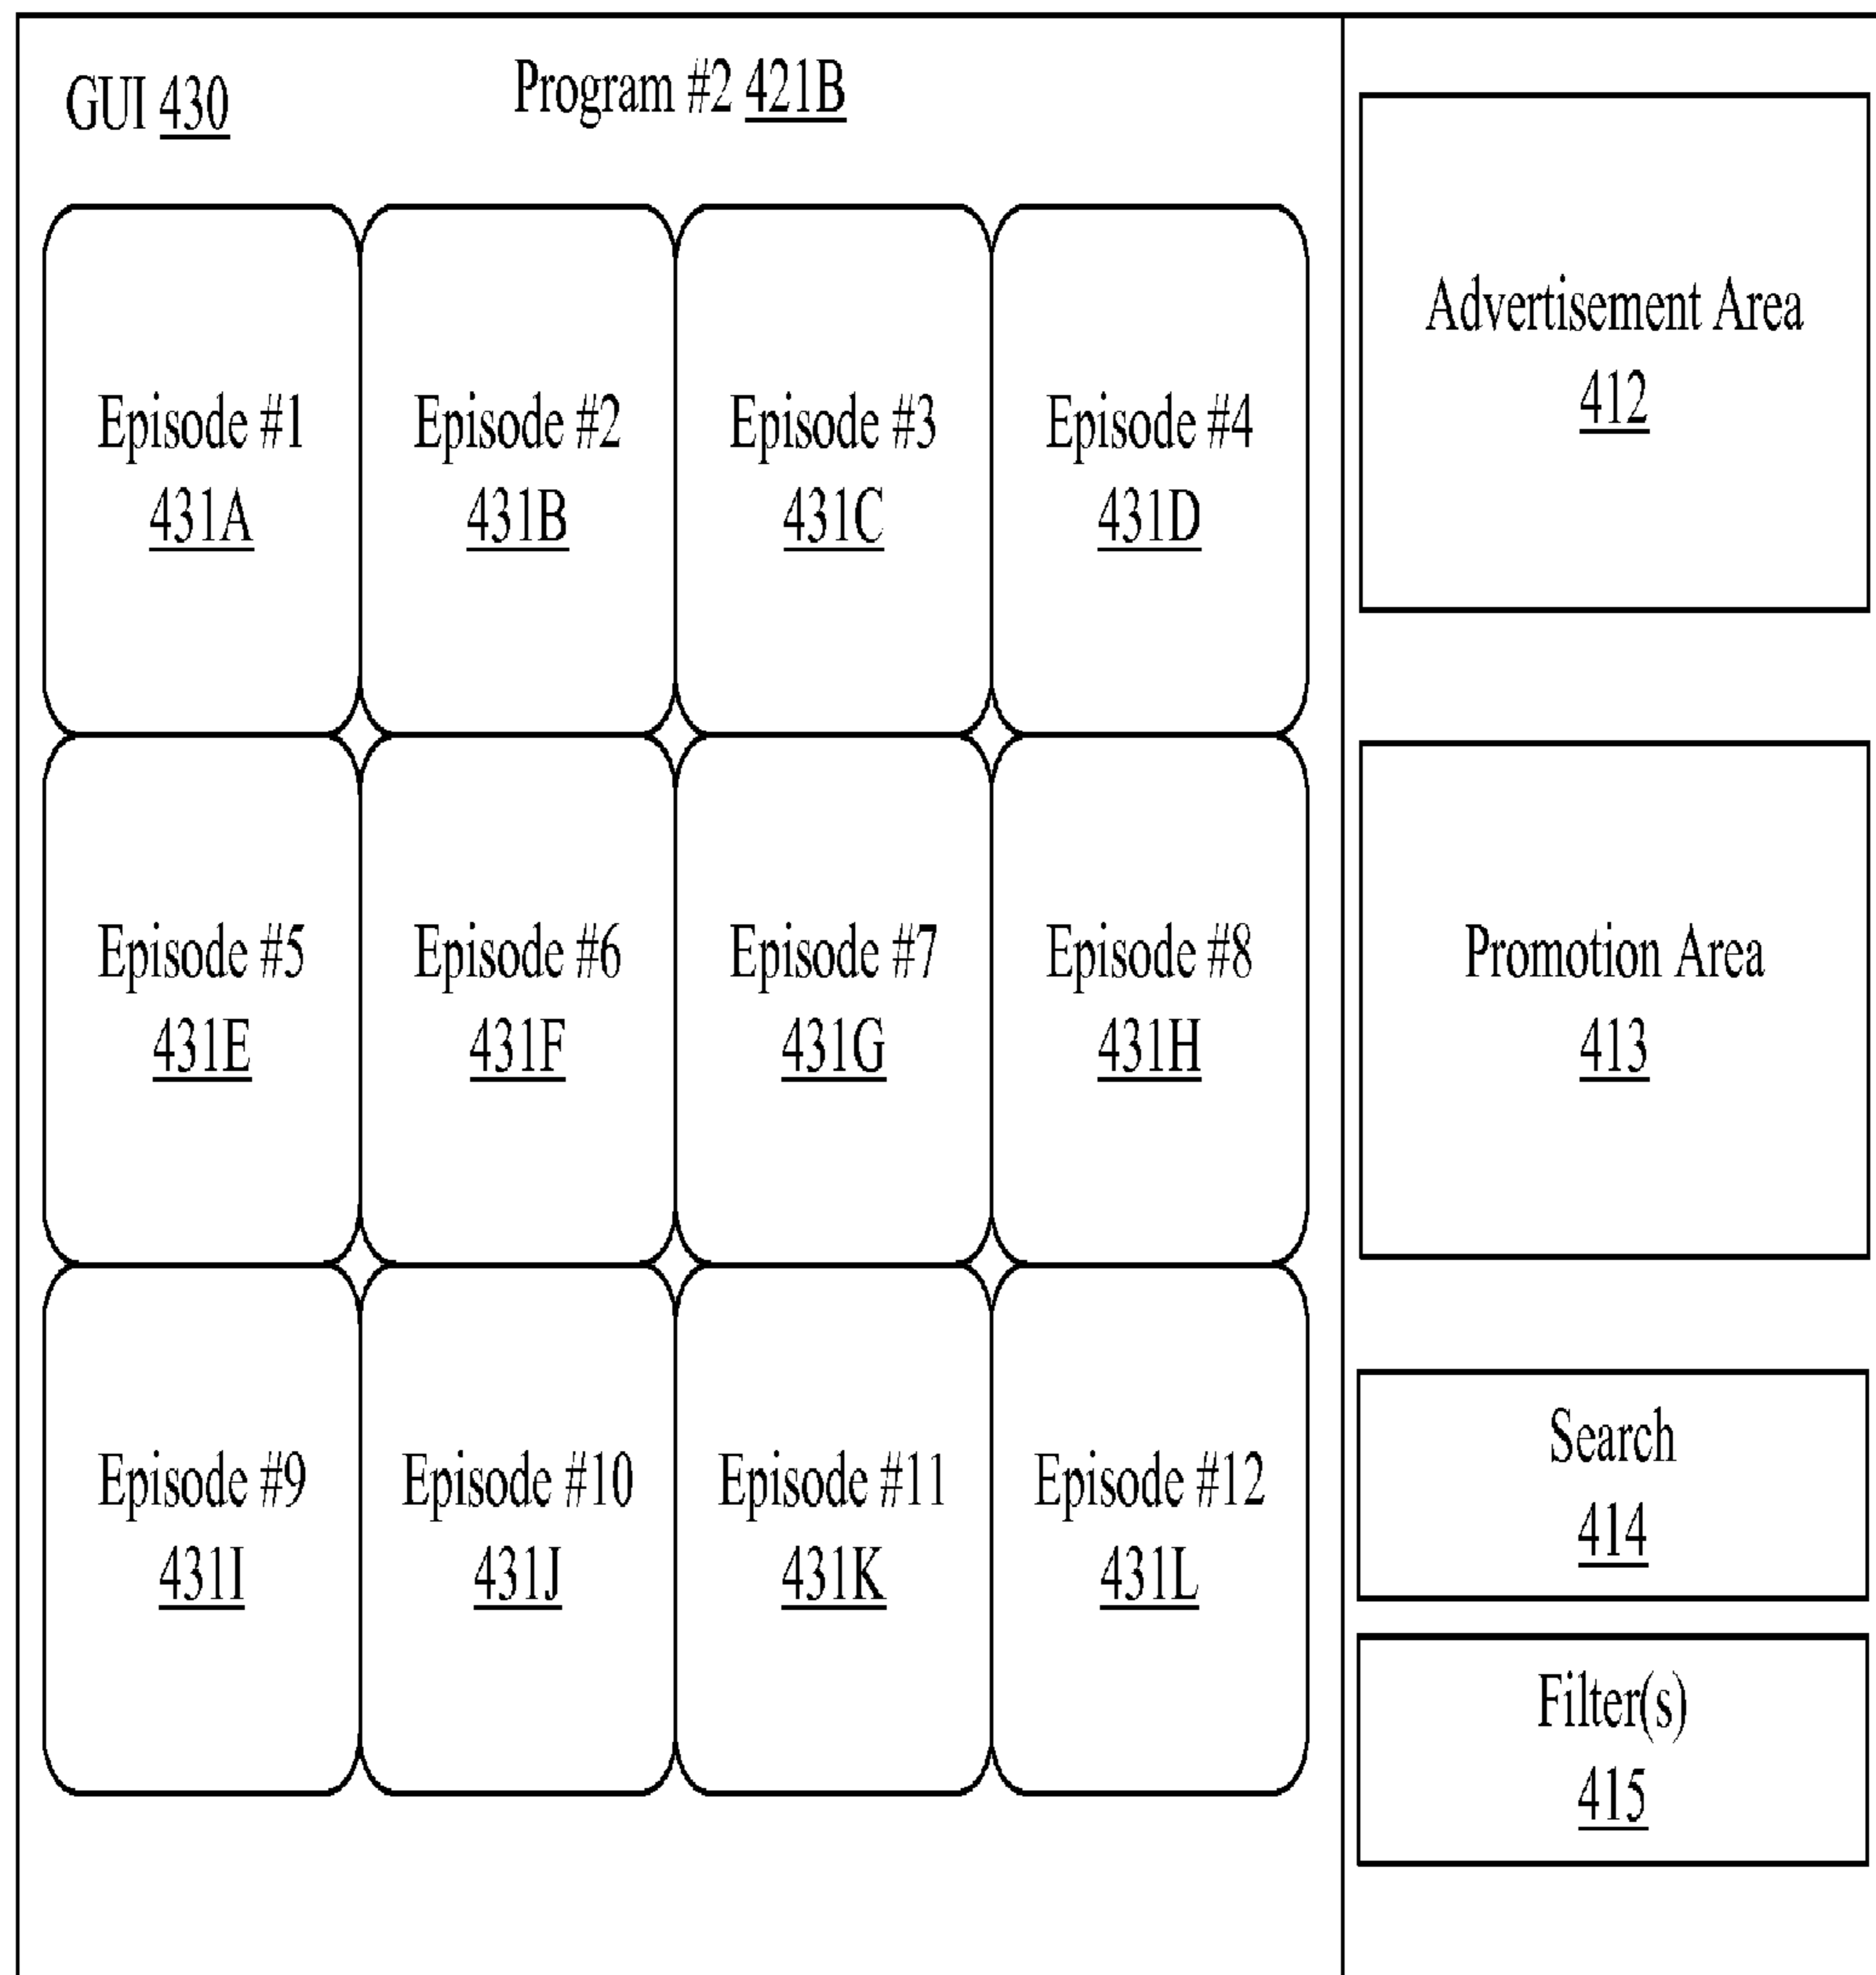 GUI 430
Program #2 421B
Episode #1
431A
Episode #2
431B
Episode #3
431C
Episode #4
431D
Episode #5
431E
Episode #6
431F
Episode #7
431G
Episode #8
431H
Episode #9
431I
Episode #10
431J
Episode #11
431K
Episode #12
431L
Advertisement Area
412
Promotion Area
413
Search
414
Filter(s)
415